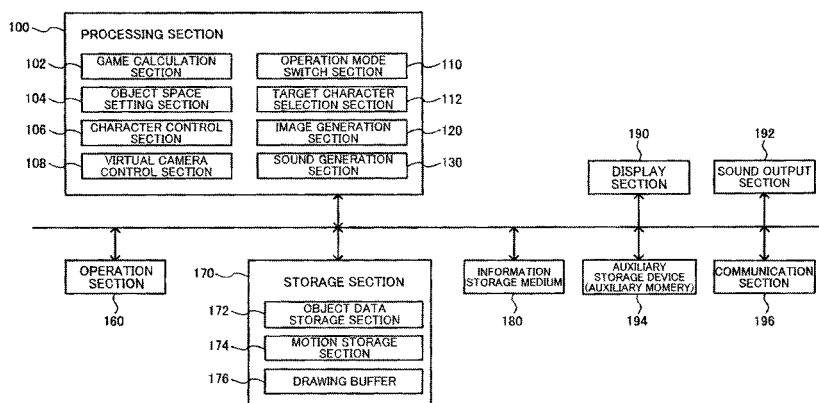 100
PROCESSING SECTION
102
GAME CALCULATION
SECTION
OPERATION MODE
SWITCH SECTION
110
104
OBJECT SPACE
SETTING SECTION
TARGET CHARACTER
SELECTION SECTION
112
106
CHARACTER CONTROL
SECTION
IMAGE GENERATION
SECTION
120
108
VIRTUAL CAMERA
CONTROL SECTION
SOUND GENERATION
SECTION
130
190
192
DISPLAY
SECTION
SOUND OUTPUT
SECTION
OPERATION
SECTION
160
170
STORAGE SECTION
172
OBJECT DATA
STORAGE SECTION
174
MOTION STORAGE
SECTION
176
DRAWING BUFFER
INFORMATION
STORAGE MEDIUM
180
AUXILIARY
STORAGE DEVICE
(AUXILIARY MOMERY)
194
COMMUNICATION
SECTION
196